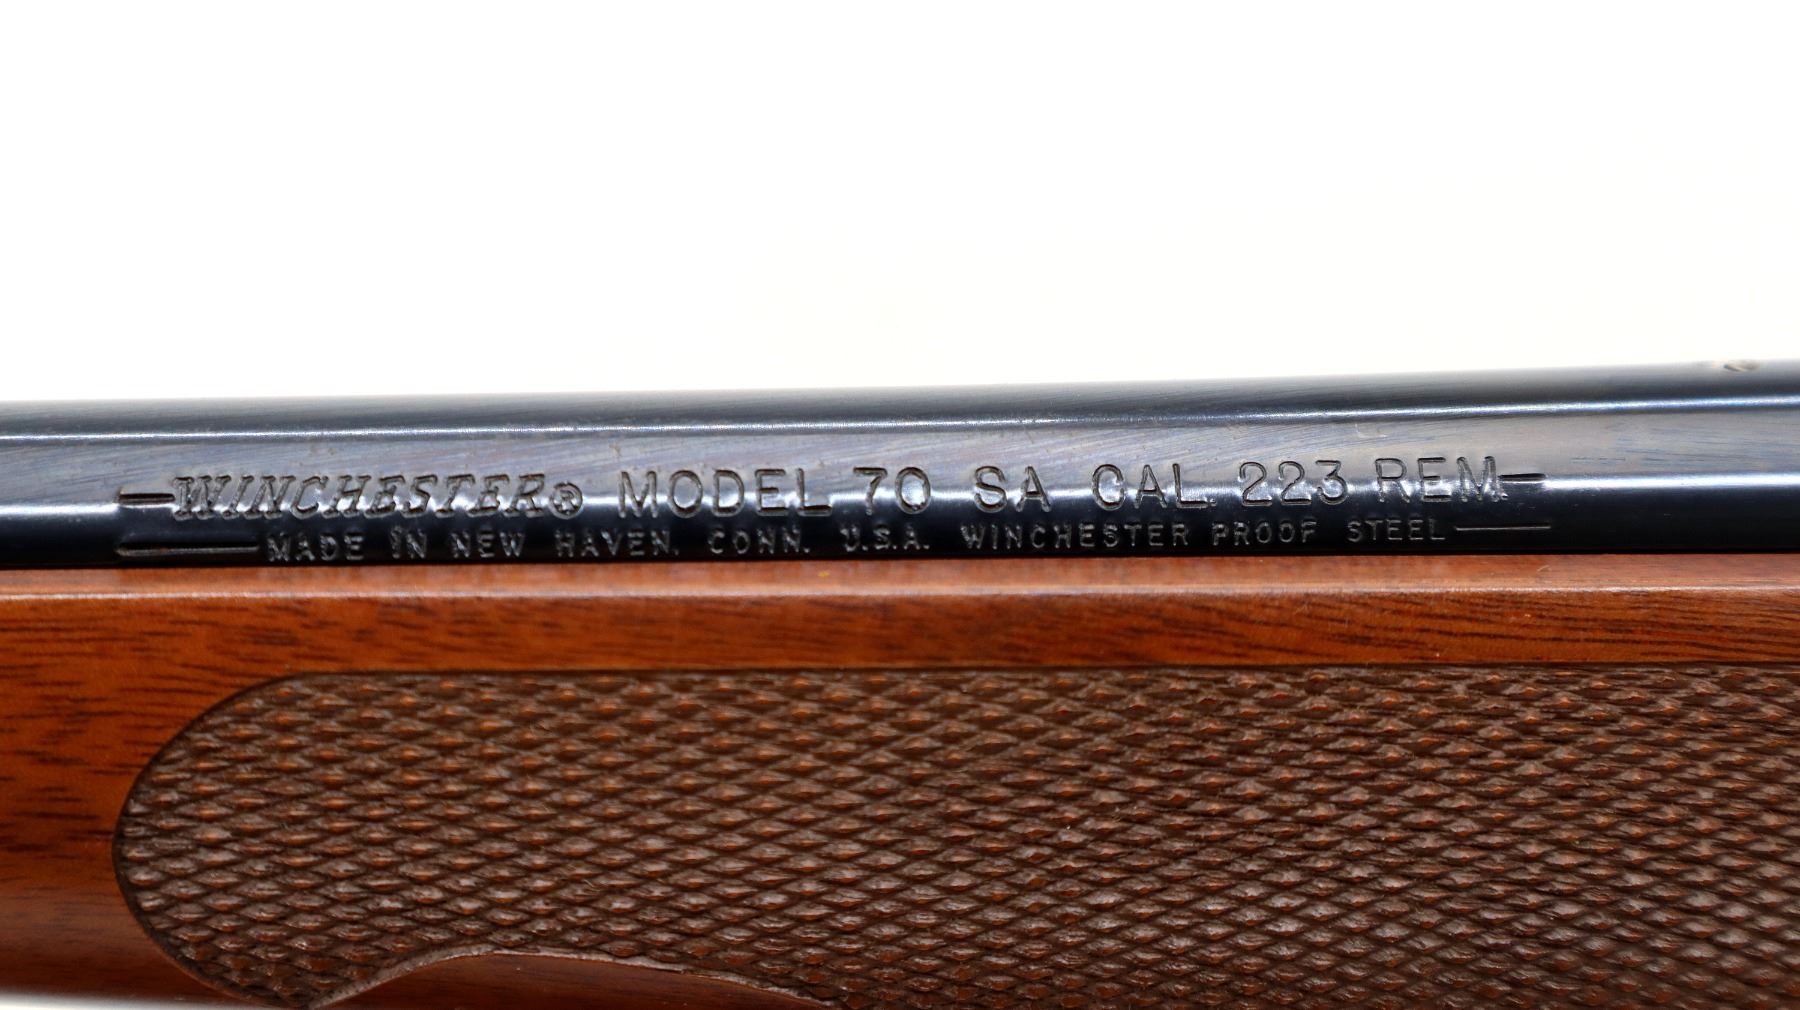 WINCHESTER® MODEL 70 SA CAL. 223 REM.
MADE IN NEW HAVEN, CONN. U.S.A. WINCHESTER PROOF STEEL